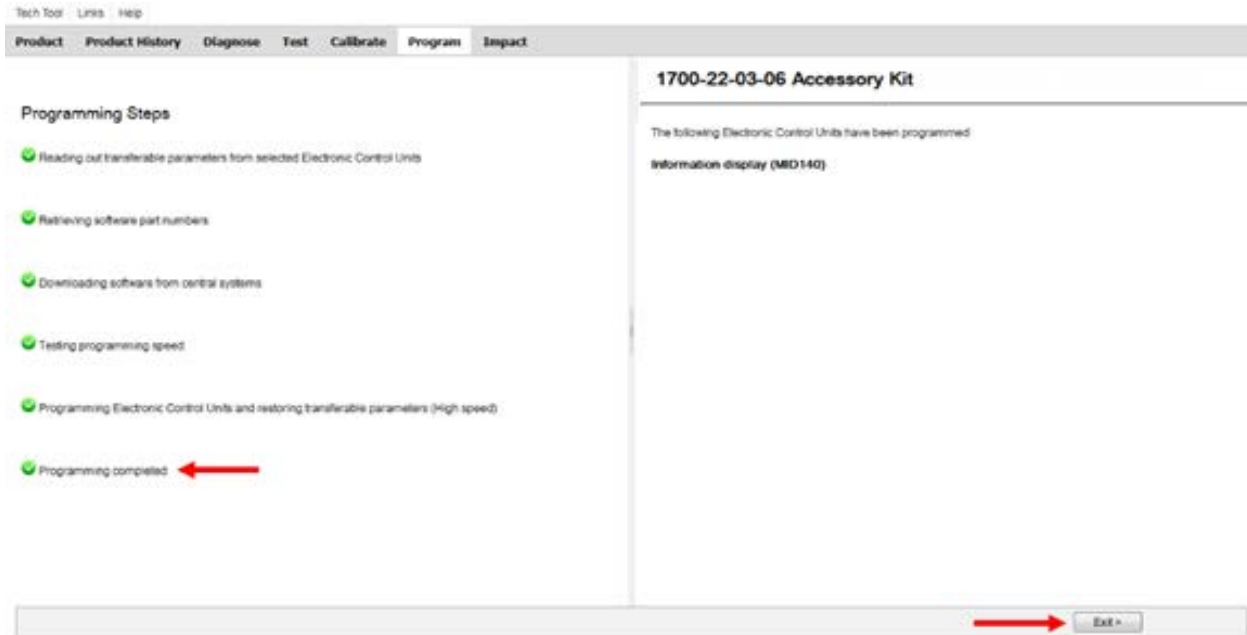 Tech Tool Links Help
Product Product History Diagnose Test Calibrate Program Impact
1700-22-03-06 Accessory Kit
Programming Steps
The following Electronic Control Units have been programmed
Reading out transferable parameters from selected Electronic Control Units
Information display (MID140)
Retrieving software part numbers
Downloading software from central systems
Testing programming speed
Programming Electronic Control Units and restoring transferable parameters (High speed)
Programming completed
Exit »